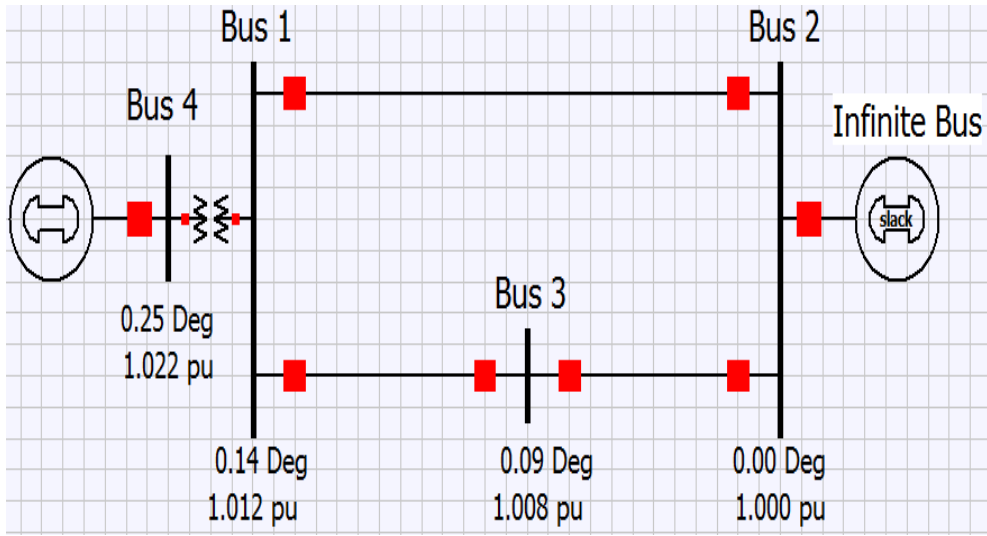 Bus 1
Bus 2
Bus 4
Infinite Bus
slack
Bus 3
0.25 Deg
1.022 pu
0.14 Deg
1.012 pu
0.09 Deg
1.008 pu
0.00 Deg
1.000 pu